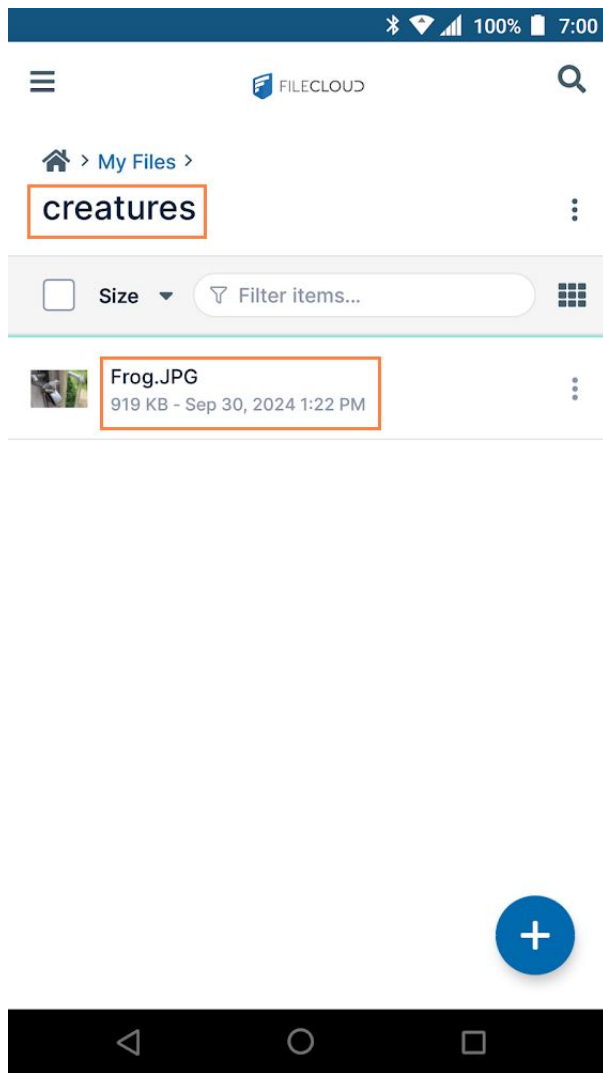 100% 7:00
FILECLOUD
> My Files >
creatures
Size Filter items...
Frog.JPG
919 KB - Sep 30, 2024 1:22 PM